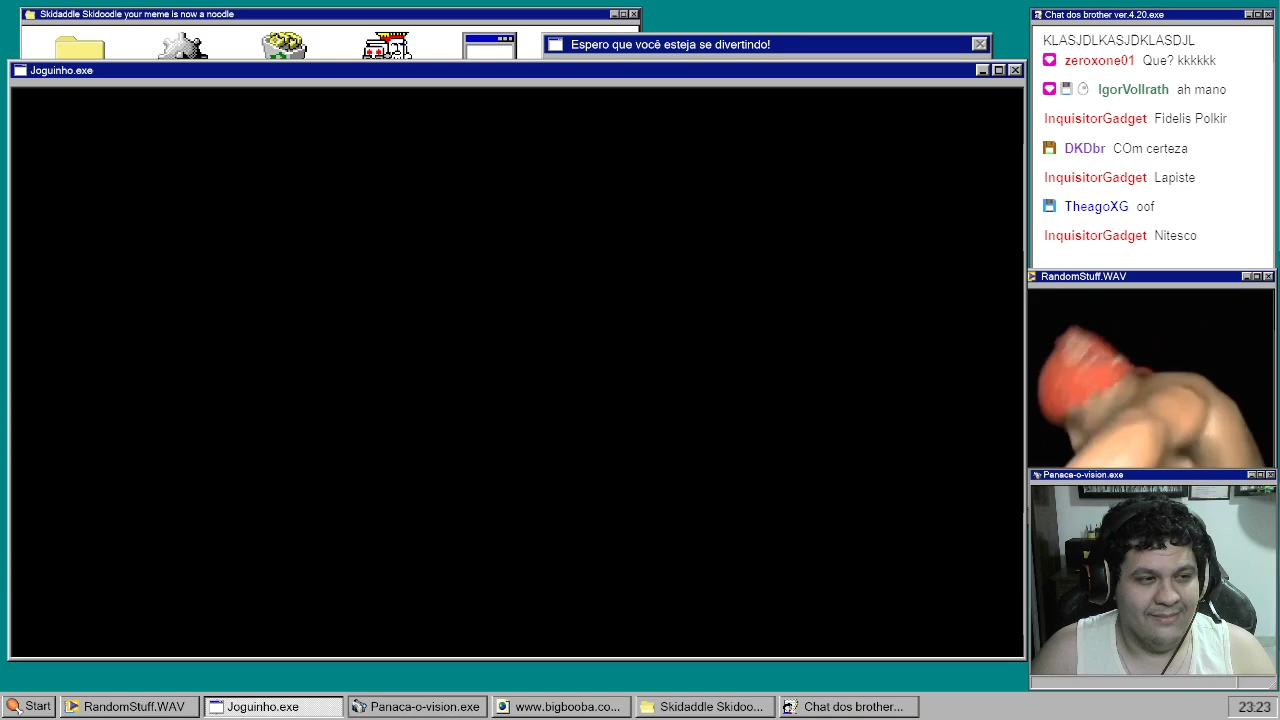 Skidaddle Skidoodle your meme is now a noodle
Espero que você esteja se divertindo!
Joguinho.exe
Chat dos brother ver.4.20.exe
KLASJDLKASJDKLASDJL
zeroxone01 Que? kkkkkk
IgorVollrath ah mano
InquisitorGadget Fidelis Polkir
DKDbr COm certeza
InquisitorGadget Lapiste
TheagoXG oof
InquisitorGadget Nitesco
RandomStuff.WAV
Panaca-o-vision.exe
Start
RandomStuff.WAV
Joguinho.exe
Panaca-o-vision.exe
www.bigbooba.co...
Skidaddle Skidoo...
Chat dos brother...
23:23